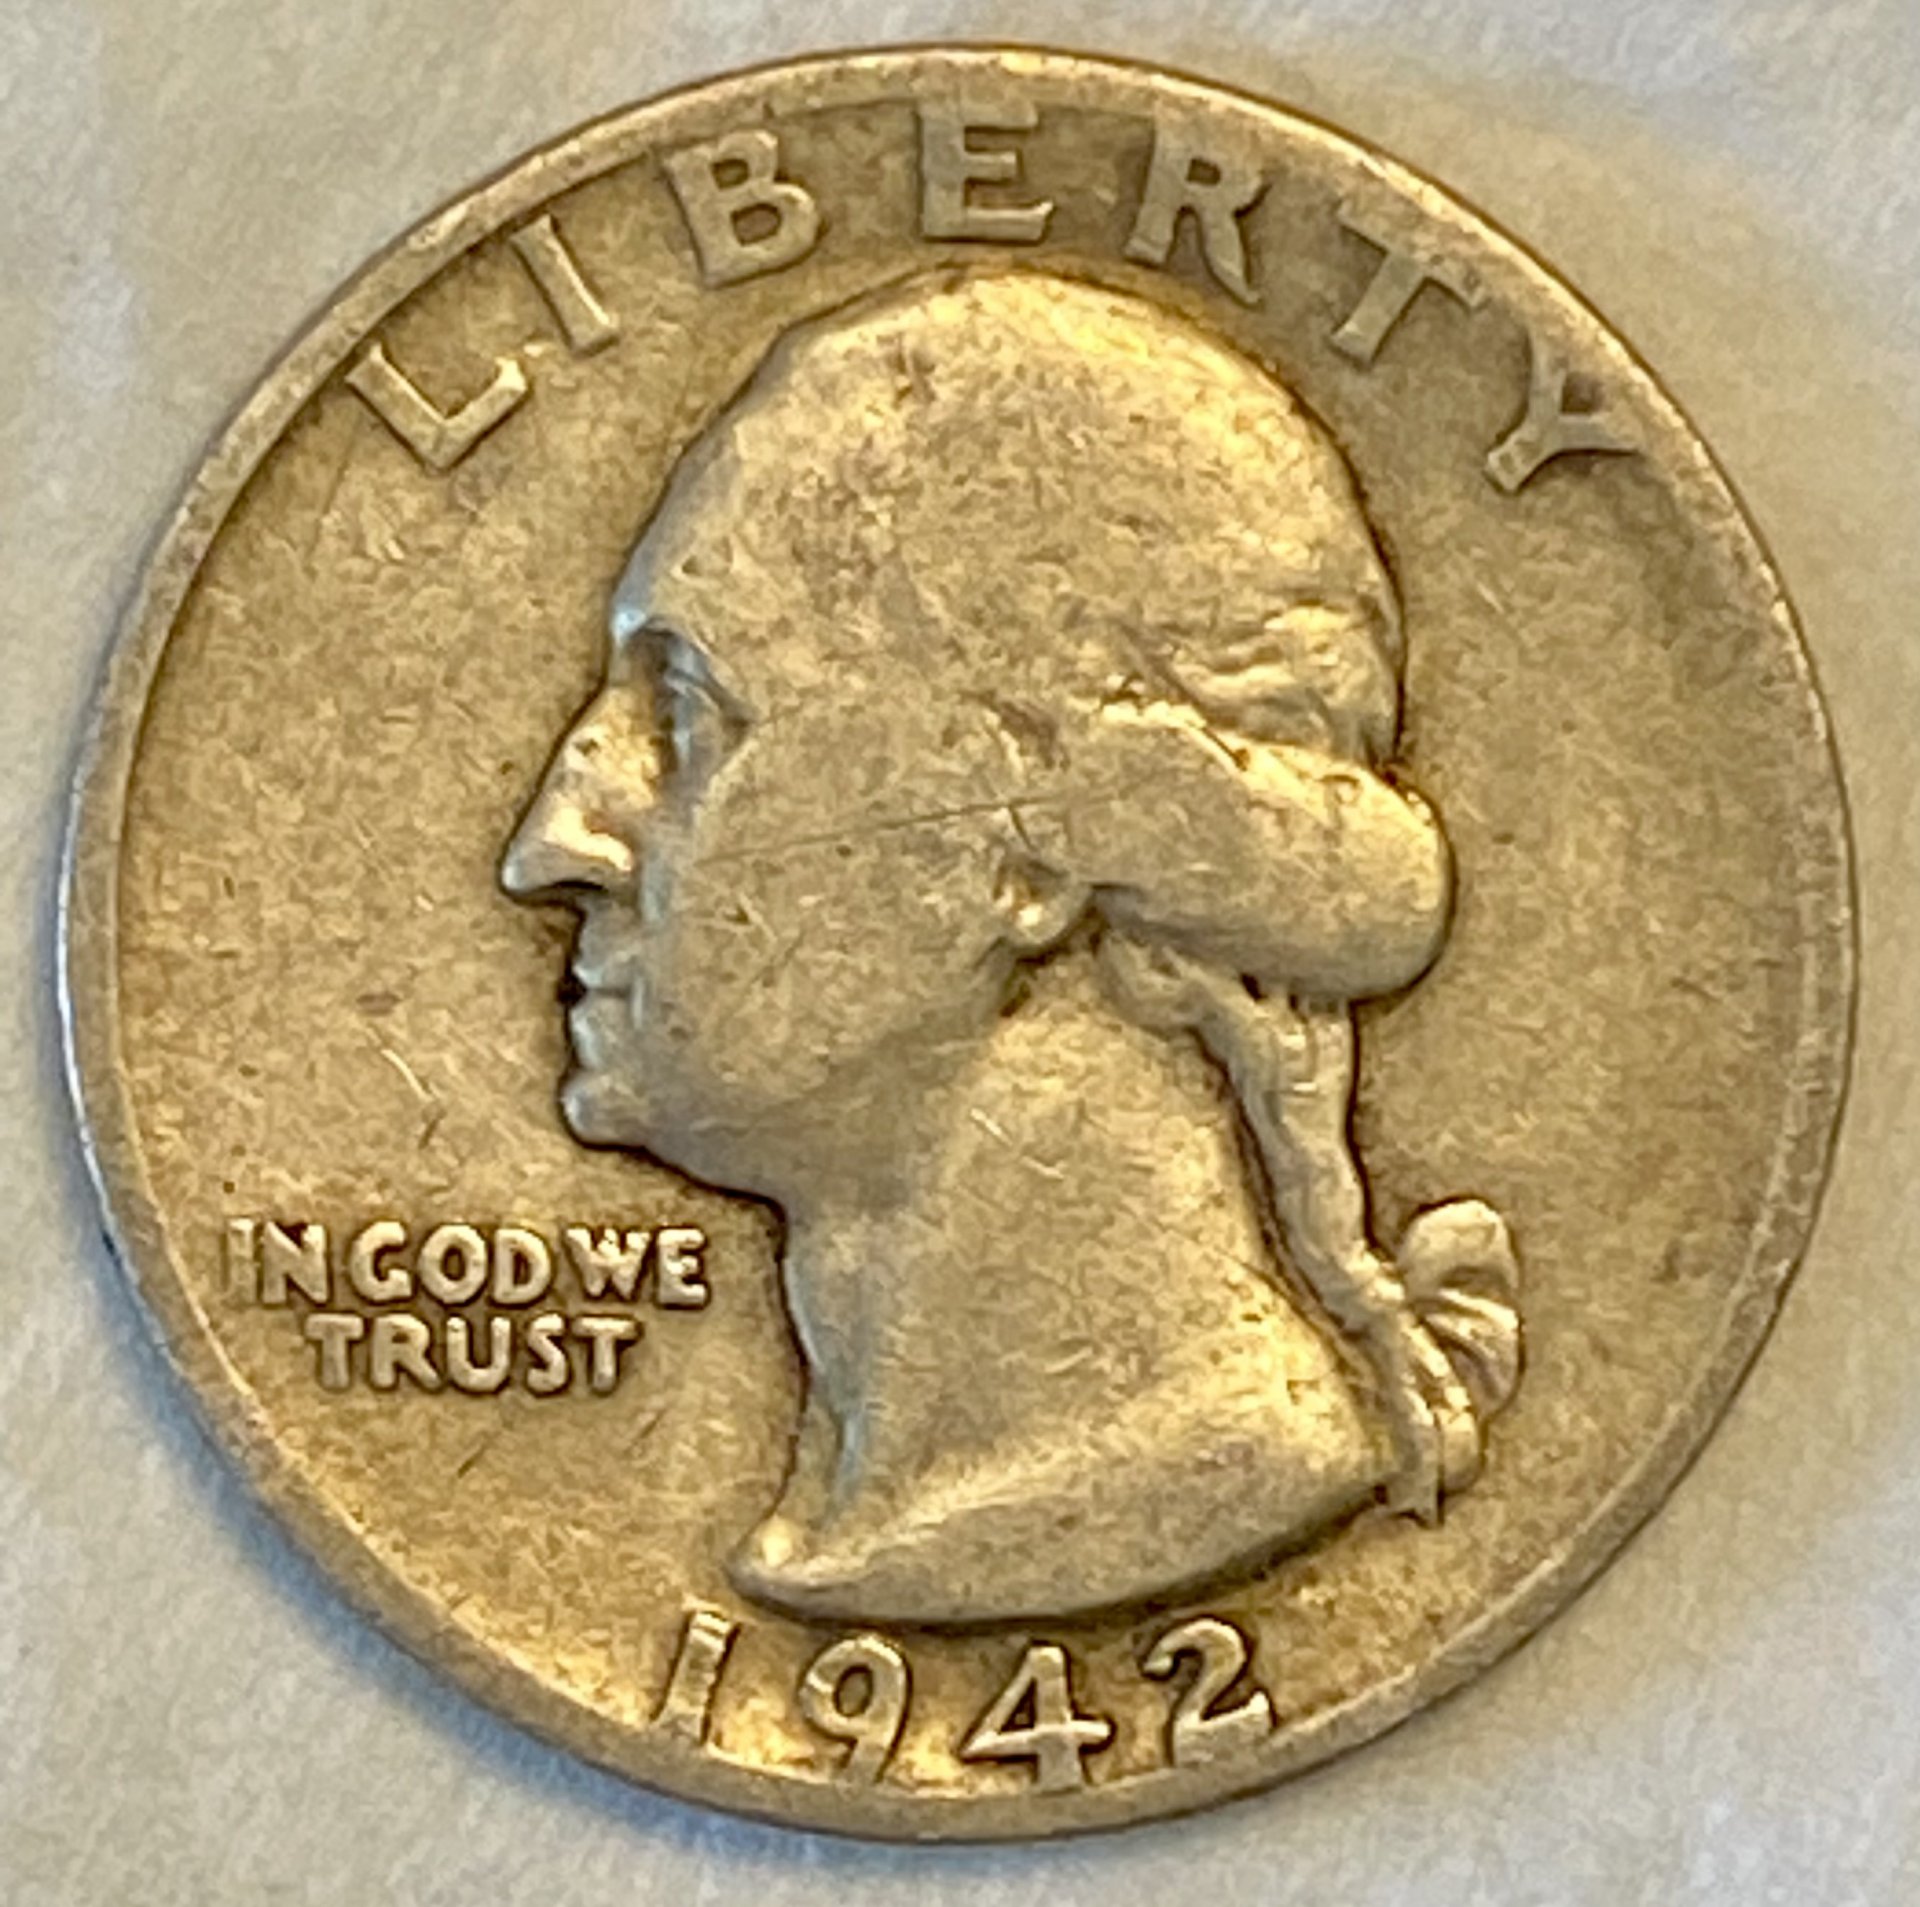 LIBERTY
IN GOD WE
TRUST
1942